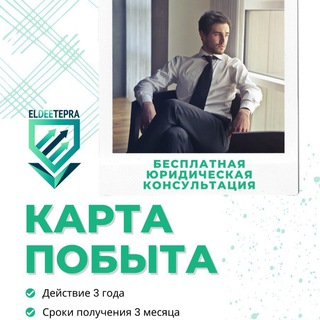 ELDEETEPRA
БЕСПЛАТНАЯ
ЮРИДИЧЕСКАЯ
КОНСУЛЬТАЦИЯ
КАРТА
ПОБЫТА
Действие 3 года
Сроки получения 3 месяца